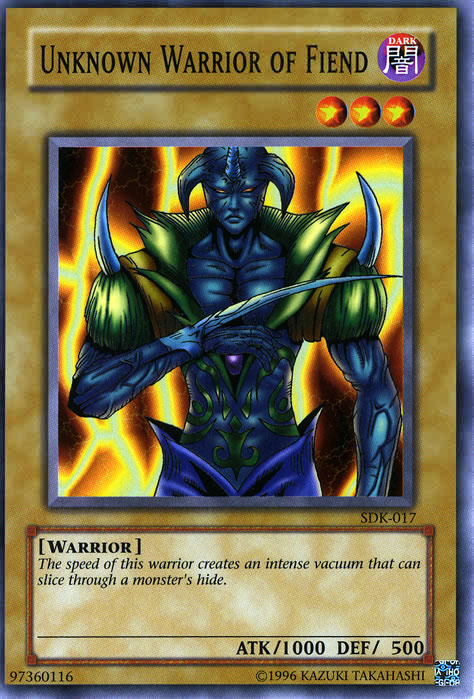 UNKNOWN WARRIOR OF FIEND
DARK
闇
SDK-017
[WARRIOR]
The speed of this warrior creates an intense vacuum that can
slice through a monster's hide.
ATK/1000 DEF/ 500
97360116
©1996 KAZUKI TAKAHASHI